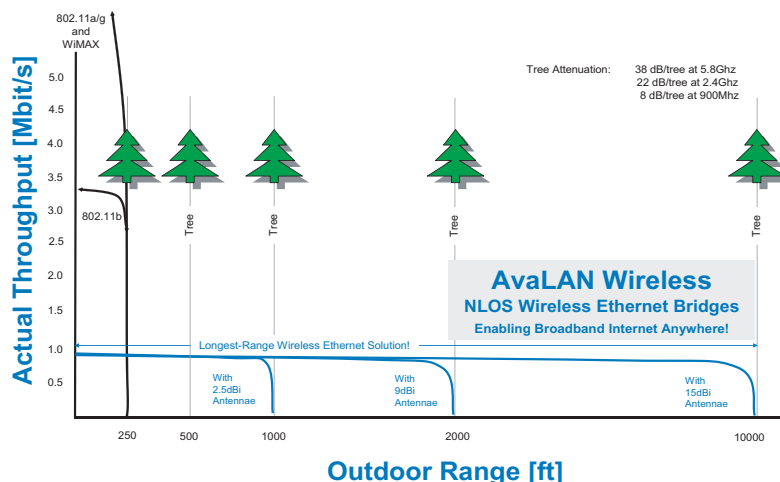 802.11a/g
and
WiMAX
Actual Throughput [Mbit/s]
5.0
4.5
4.0
3.5
3.0
2.5
2.0
1.5
1.0
0.5
802.11b
Tree Attenuation: 38 dB/tree at 5.8Ghz
22 dB/tree at 2.4Ghz
8 dB/tree at 900Mhz
Tree
Tree
Tree
Tree
AvaLAN Wireless
NLOS Wireless Ethernet Bridges
Enabling Broadband Internet Anywhere!
Longest-Range Wireless Ethernet Solution!
With
2.5dBi
Antennae
With
9dBi
Antennae
With
15dBi
Antennae
250
500
1000
2000
10000
Outdoor Range [ft]